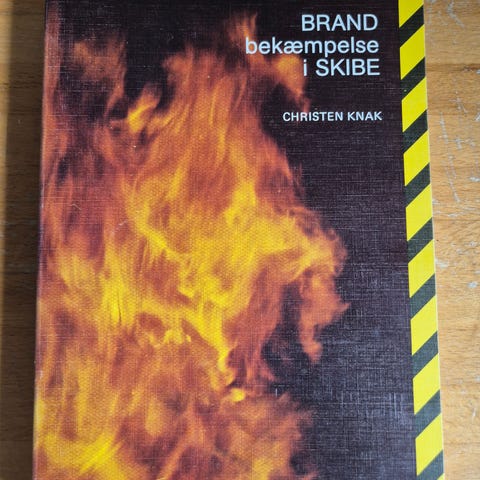 BRAND
bekæmpelse
i SKIBE
CHRISTEN KNAK